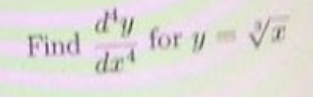 Find d⁴y/dx⁴ for y = ∛x